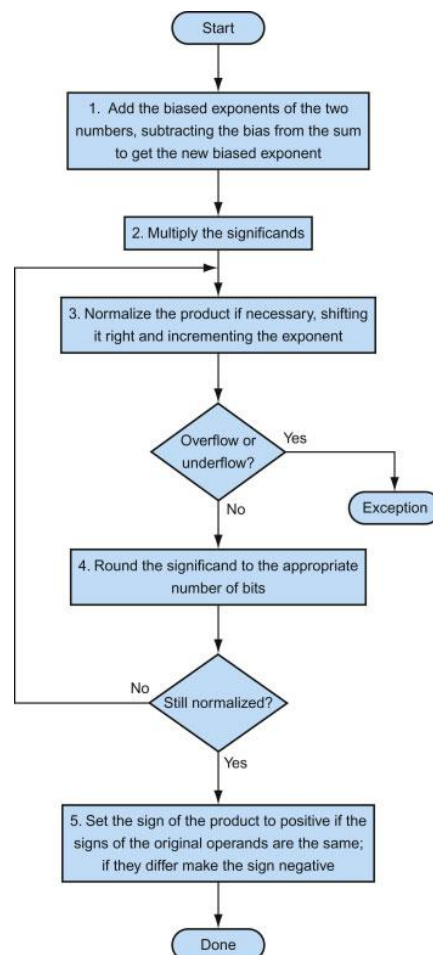 Start
1. Add the biased exponents of the two
numbers, subtracting the bias from the sum
to get the new biased exponent
2. Multiply the significands
3. Normalize the product if necessary, shifting
it right and incrementing the exponent
Overflow or
underflow?
Yes
Exception
No
4. Round the significand to the appropriate
number of bits
No
Still normalized?
Yes
5. Set the sign of the product to positive if the
signs of the original operands are the same;
if they differ make the sign negative
Done